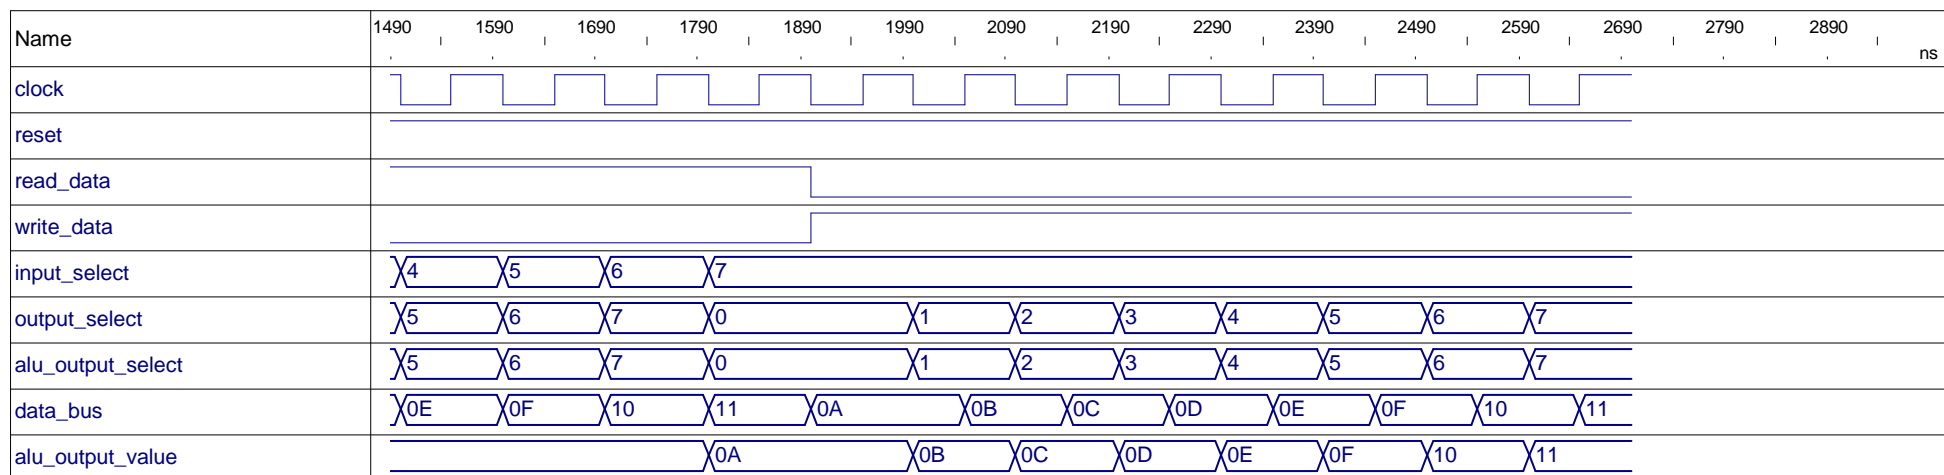 Name 1490 1590 1690 1790 1890 1990 2090 2190 2290 2390 2490 2590 2690 2790 2890
ns
clock
reset
read_data
write_data
input_select 4 5 6 7
output_select 5 6 7 0 1 2 3 4 5 6 7
alu_output_select 5 6 7 0 1 2 3 4 5 6 7
data_bus 0E 0F 10 11 0A 0B 0C 0D 0E 0F 10 11
alu_output_value 0A 0B 0C 0D 0E 0F 10 11